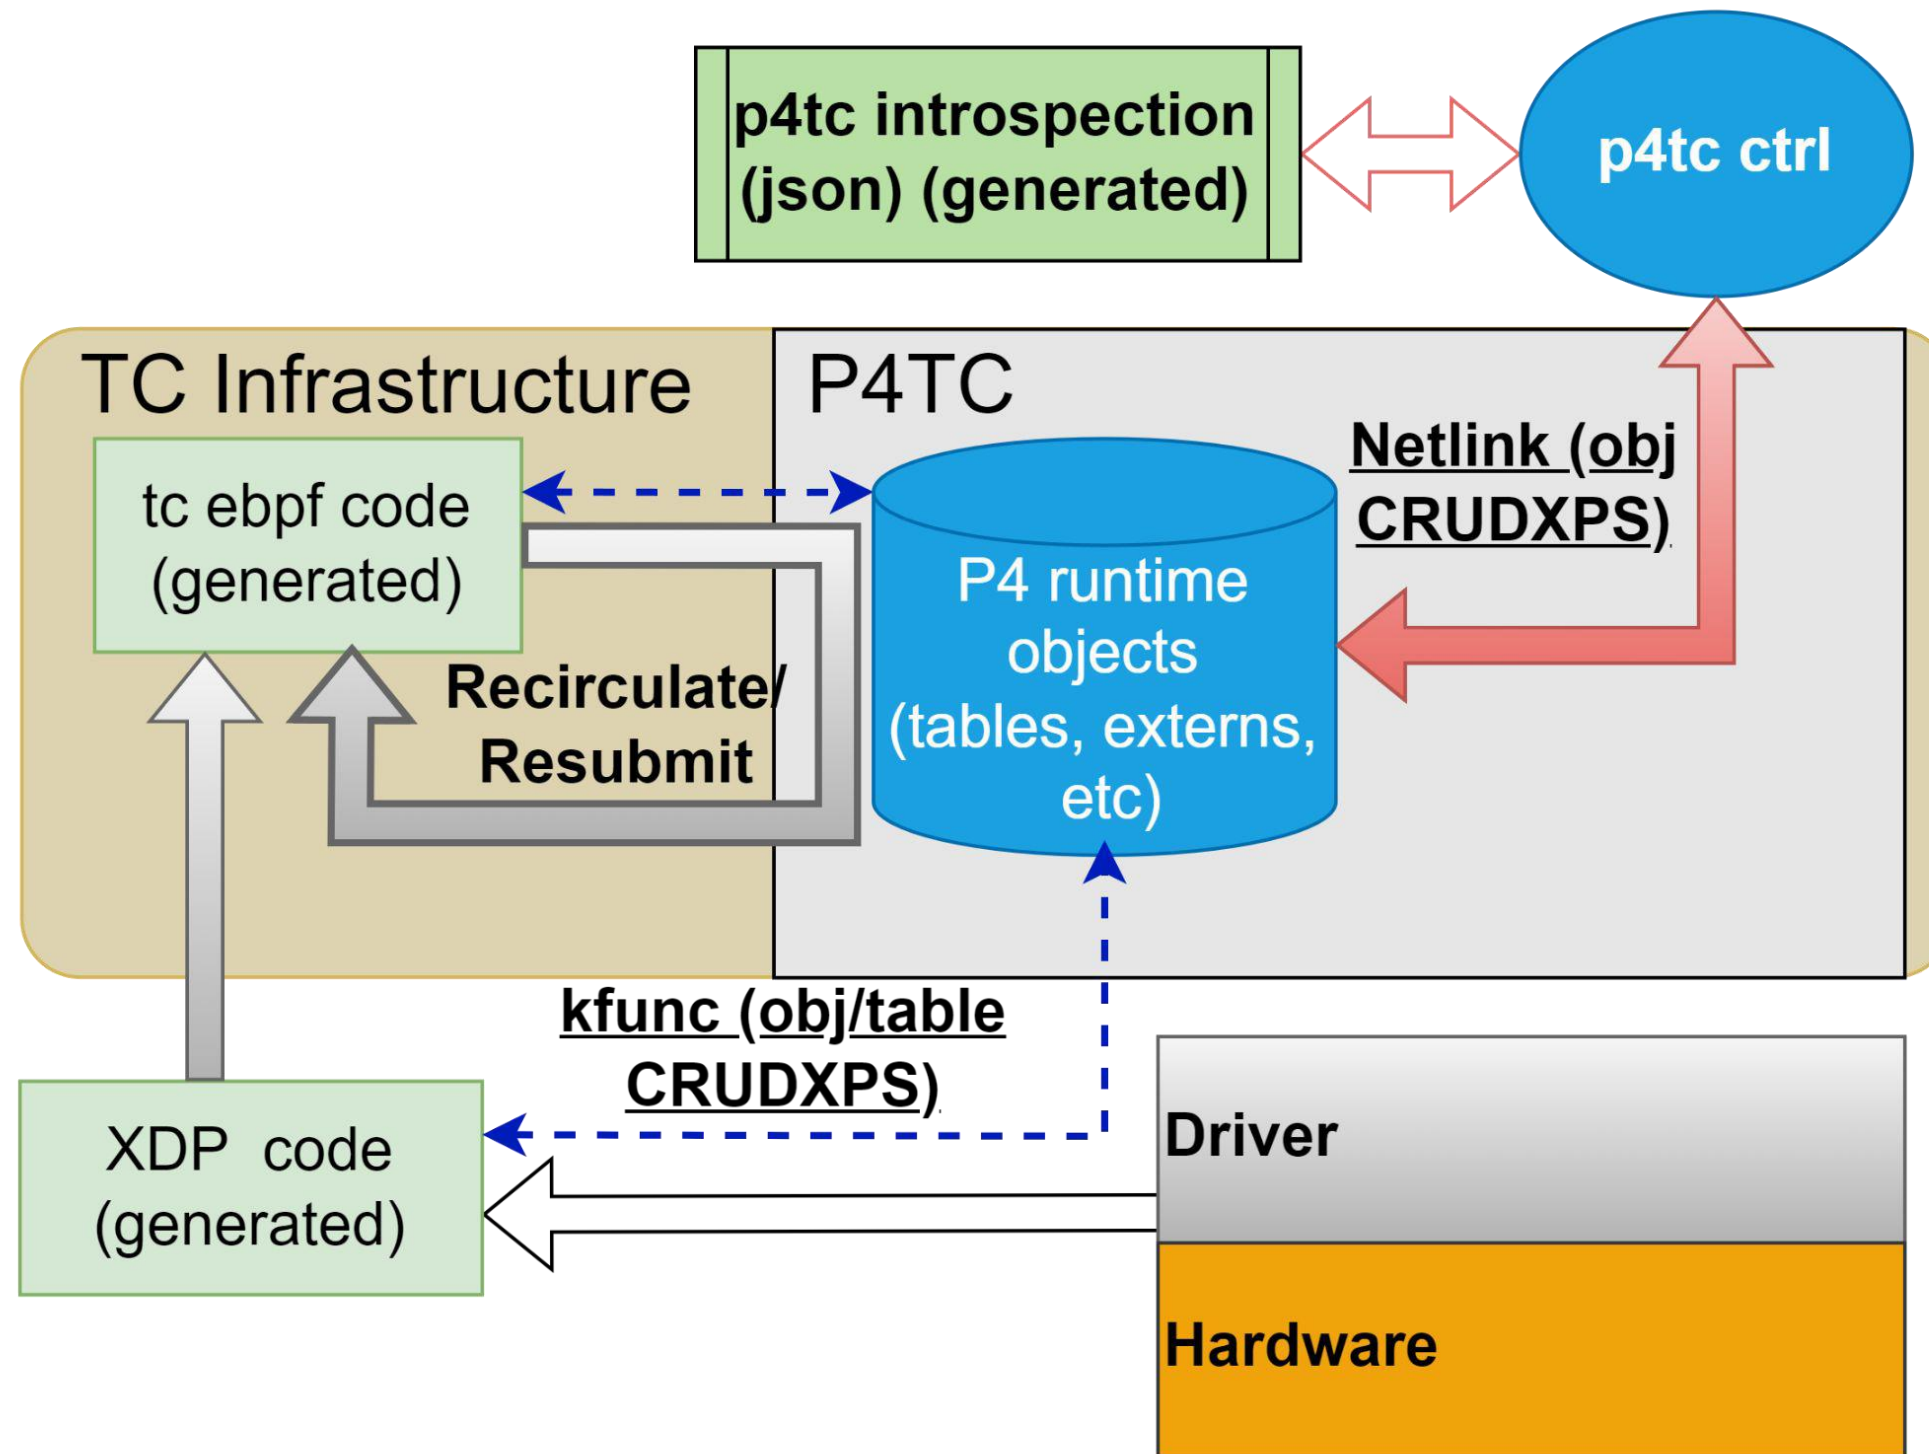 p4tc introspection
(json) (generated)
p4tc ctrl
TC Infrastructure
P4TC
tc ebpf code
(generated)
Netlink (obj
CRUDXPS)
P4 runtime
objects
(tables, externs,
etc)
Recirculate/
Resubmit
kfunc (obj/table
CRUDXPS)
XDP  code
(generated)
Driver
Hardware